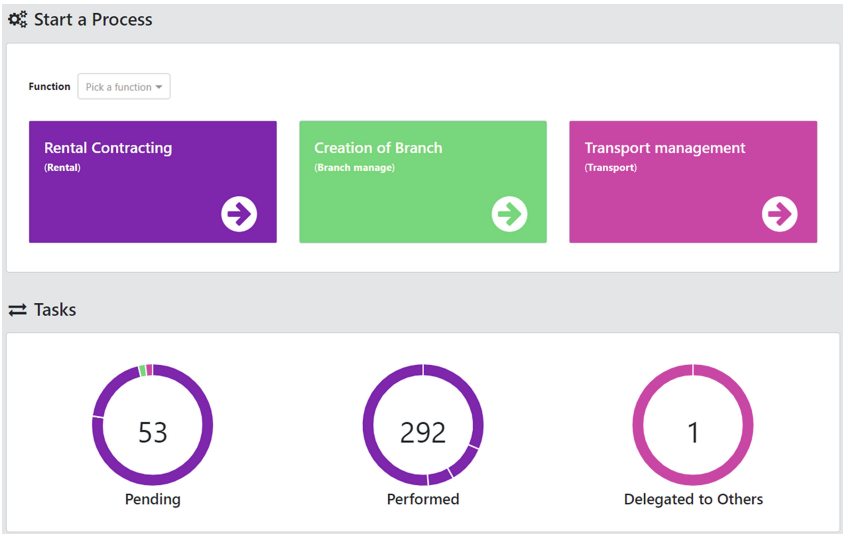 Start a Process
Function Pick a function
Rental Contracting
(Rental)
Creation of Branch
(Branch manage)
Transport management
(Transport)
Tasks
53
Pending
292
Performed
1
Delegated to Others